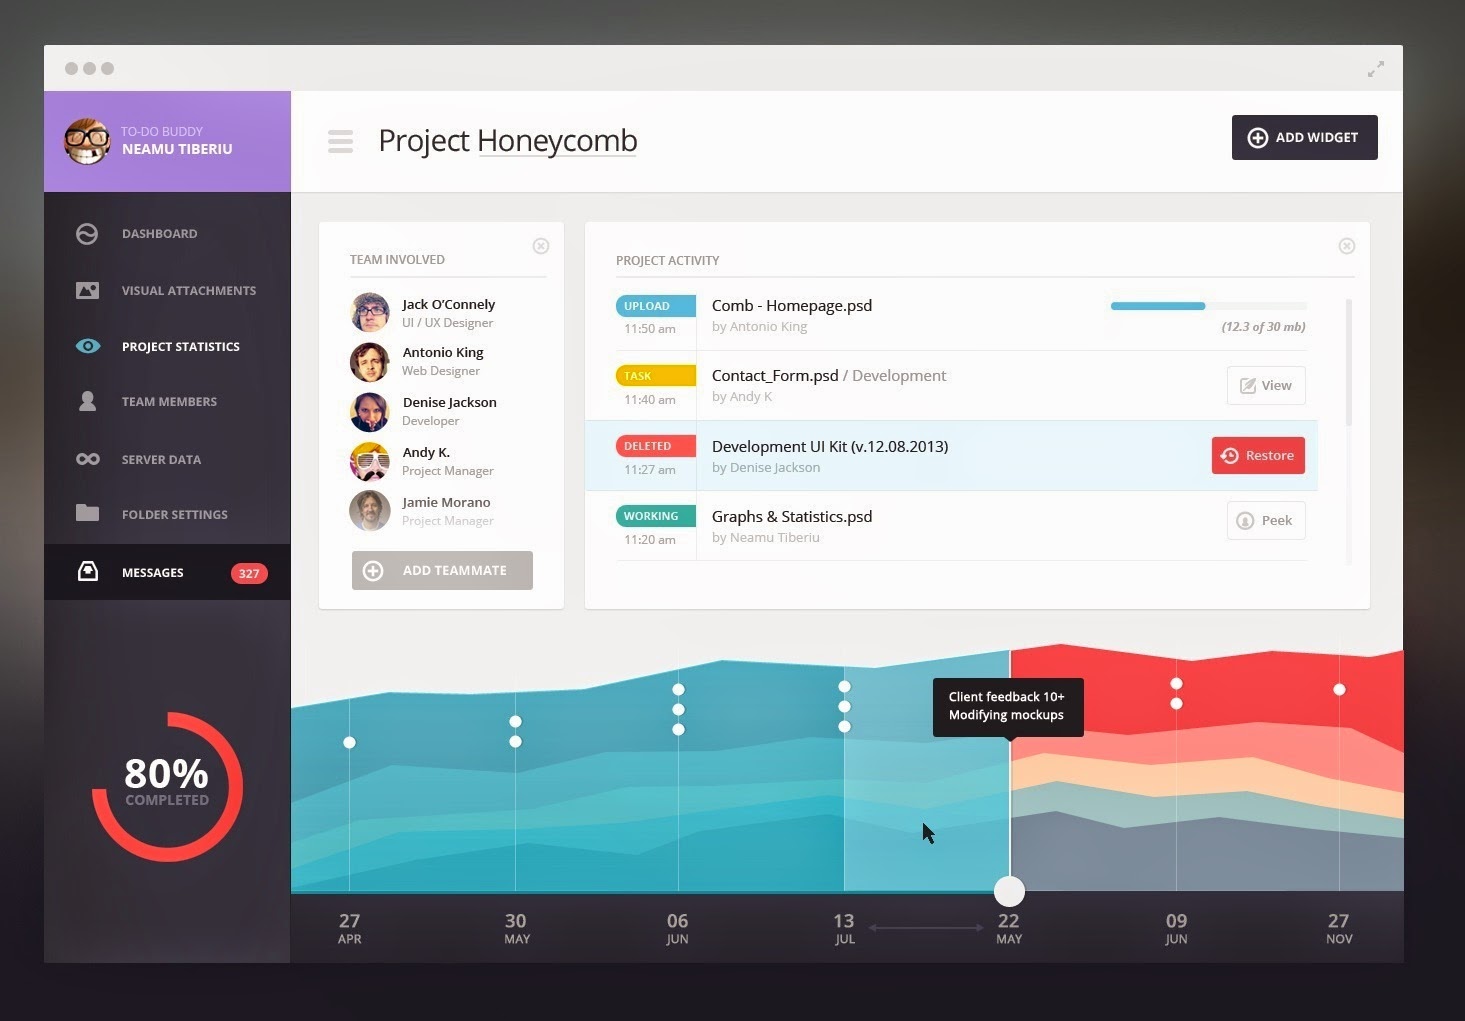 TO-DO BUDDY
NEAMU TIBERIU
Project Honeycomb
ADD WIDGET
DASHBOARD
VISUAL ATTACHMENTS
PROJECT STATISTICS
TEAM MEMBERS
SERVER DATA
FOLDER SETTINGS
MESSAGES 327
80%
COMPLETED
TEAM INVOLVED
Jack O’Connely
UI / UX Designer
Antonio King
Web Designer
Denise Jackson
Developer
Andy K.
Project Manager
Jamie Morano
Project Manager
ADD TEAMMATE
PROJECT ACTIVITY
UPLOAD Comb - Homepage.psd
11:50 am by Antonio King (12.3 of 30 mb)
TASK Contact_Form.psd / Development
View
11:40 am by Andy K
DELETED Development UI Kit (v.12.08.2013)
Restore
11:27 am by Denise Jackson
WORKING Graphs & Statistics.psd
Peek
11:20 am by Neamu Tiberiu
Client feedback 10+
Modifying mockups
27 30 06 13 22 09 27
APR MAY JUN JUL MAY JUN NOV